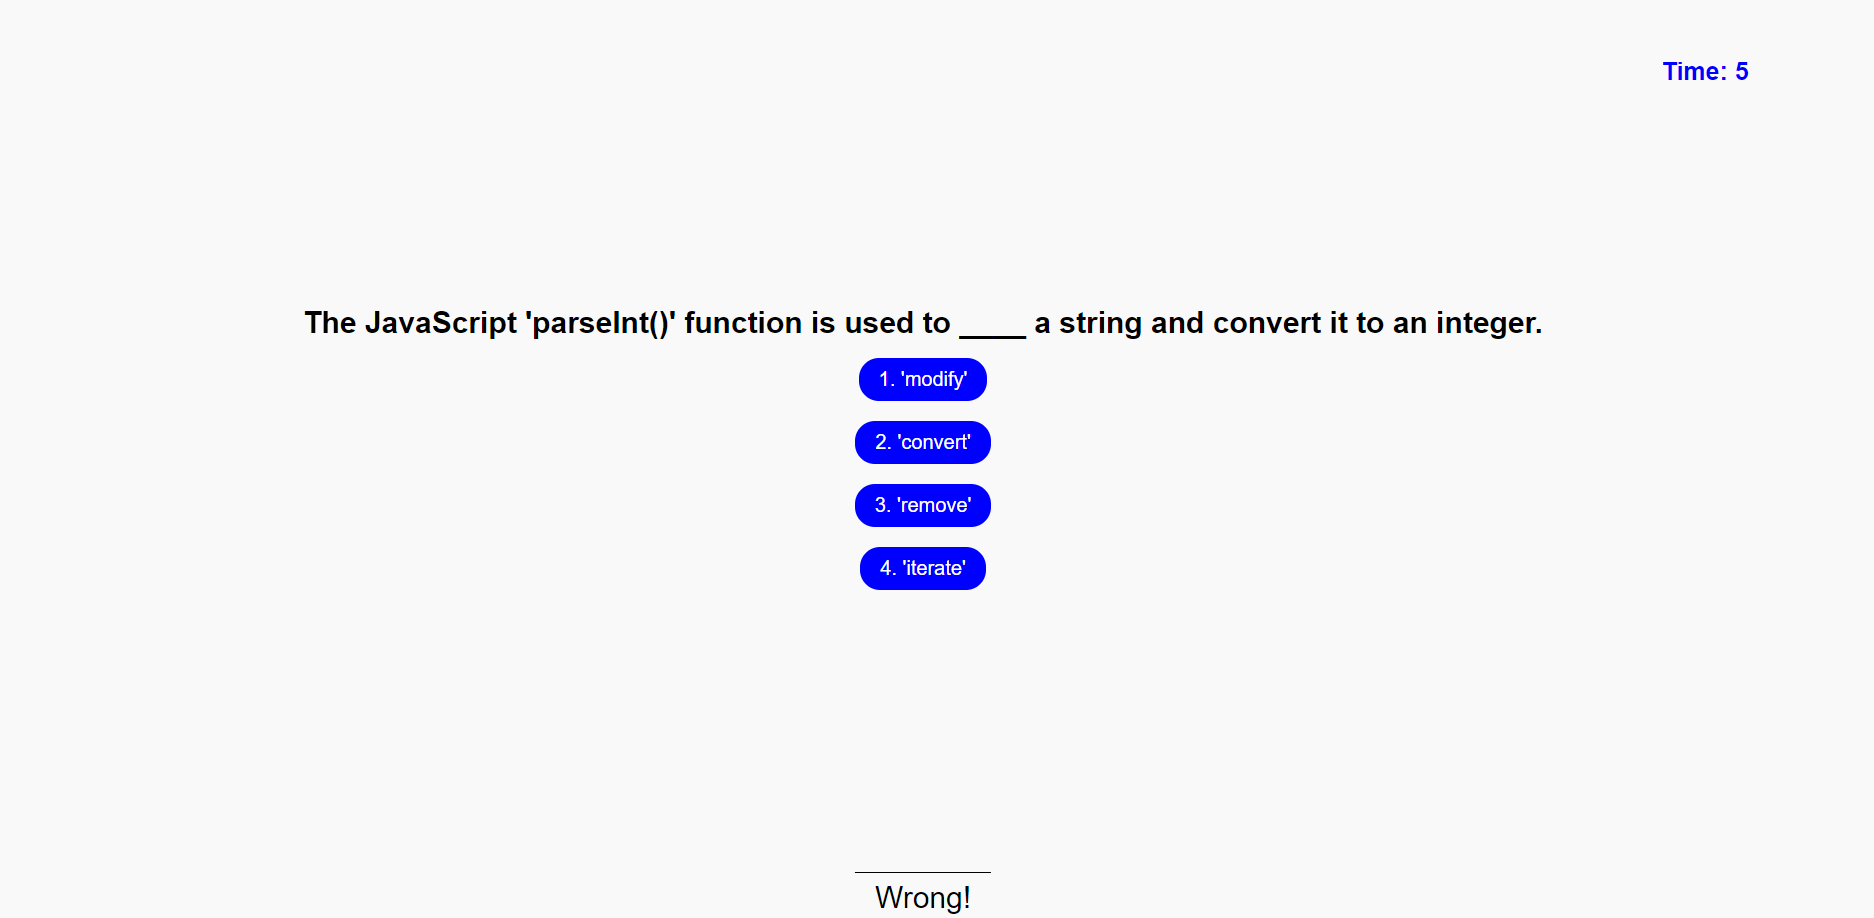 Time: 5
The JavaScript 'parseInt()' function is used to ____ a string and convert it to an integer.
1. 'modify'
2. 'convert'
3. 'remove'
4. 'iterate'
Wrong!